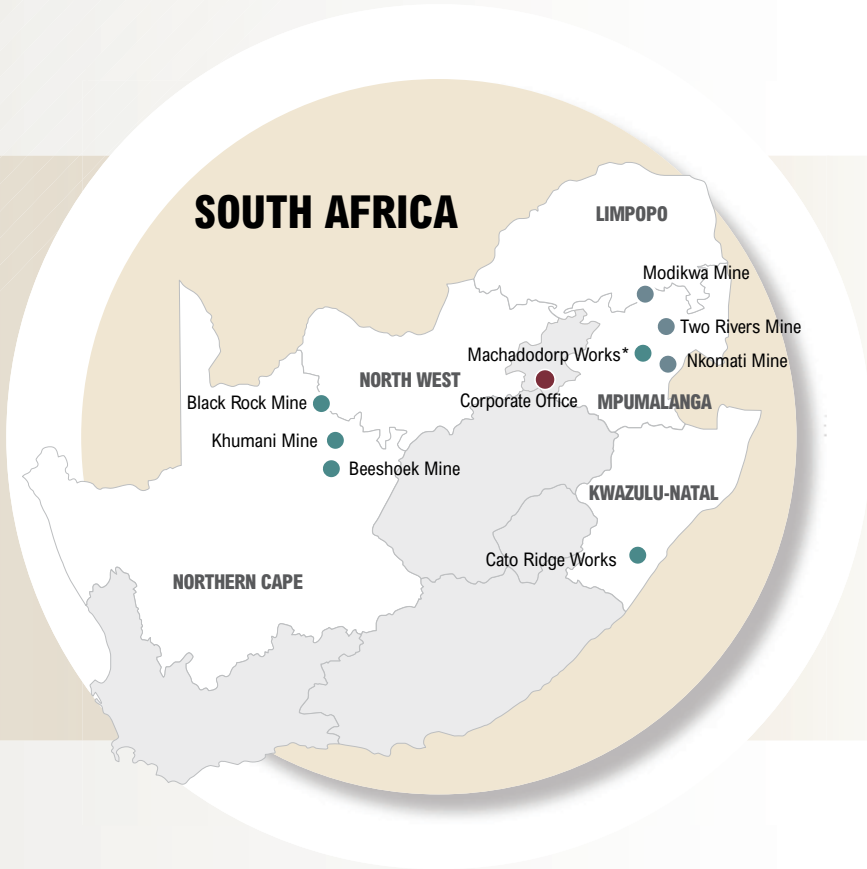 SOUTH AFRICA
LIMPOPO
Modikwa Mine
Two Rivers Mine
Machadodorp Works*
Nkomati Mine
NORTH WEST
Corporate Office
MPUMALANGA
Black Rock Mine
Khumani Mine
Beeshoek Mine
KWAZULU-NATAL
Cato Ridge Works
NORTHERN CAPE